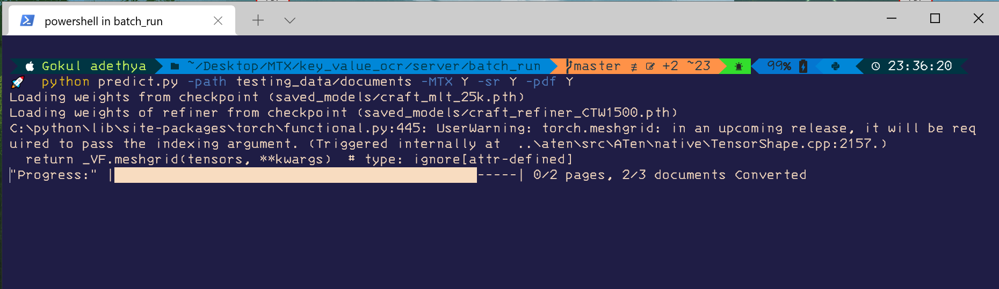 powershell in batch_run
Gokul adethya ~/Desktop/MTX/key_value_ocr/server/batch_run master ≢ +2 ~23 99% 23:36:20
python predict.py -path testing_data/documents -MTX Y -sr Y -pdf Y
Loading weights from checkpoint (saved_models/craft_mlt_25k.pth)
Loading weights of refiner from checkpoint (saved_models/craft_refiner_CTW1500.pth)
C:\python\lib\site-packages\torch\functional.py:445: UserWarning: torch.meshgrid: in an upcoming release, it will be req
uired to pass the indexing argument. (Triggered internally at  ..\aten\src\ATen\native\TensorShape.cpp:2157.)
  return _VF.meshgrid(tensors, **kwargs)  # type: ignore[attr-defined]
"Progress:" |-----| 0/2 pages, 2/3 documents Converted